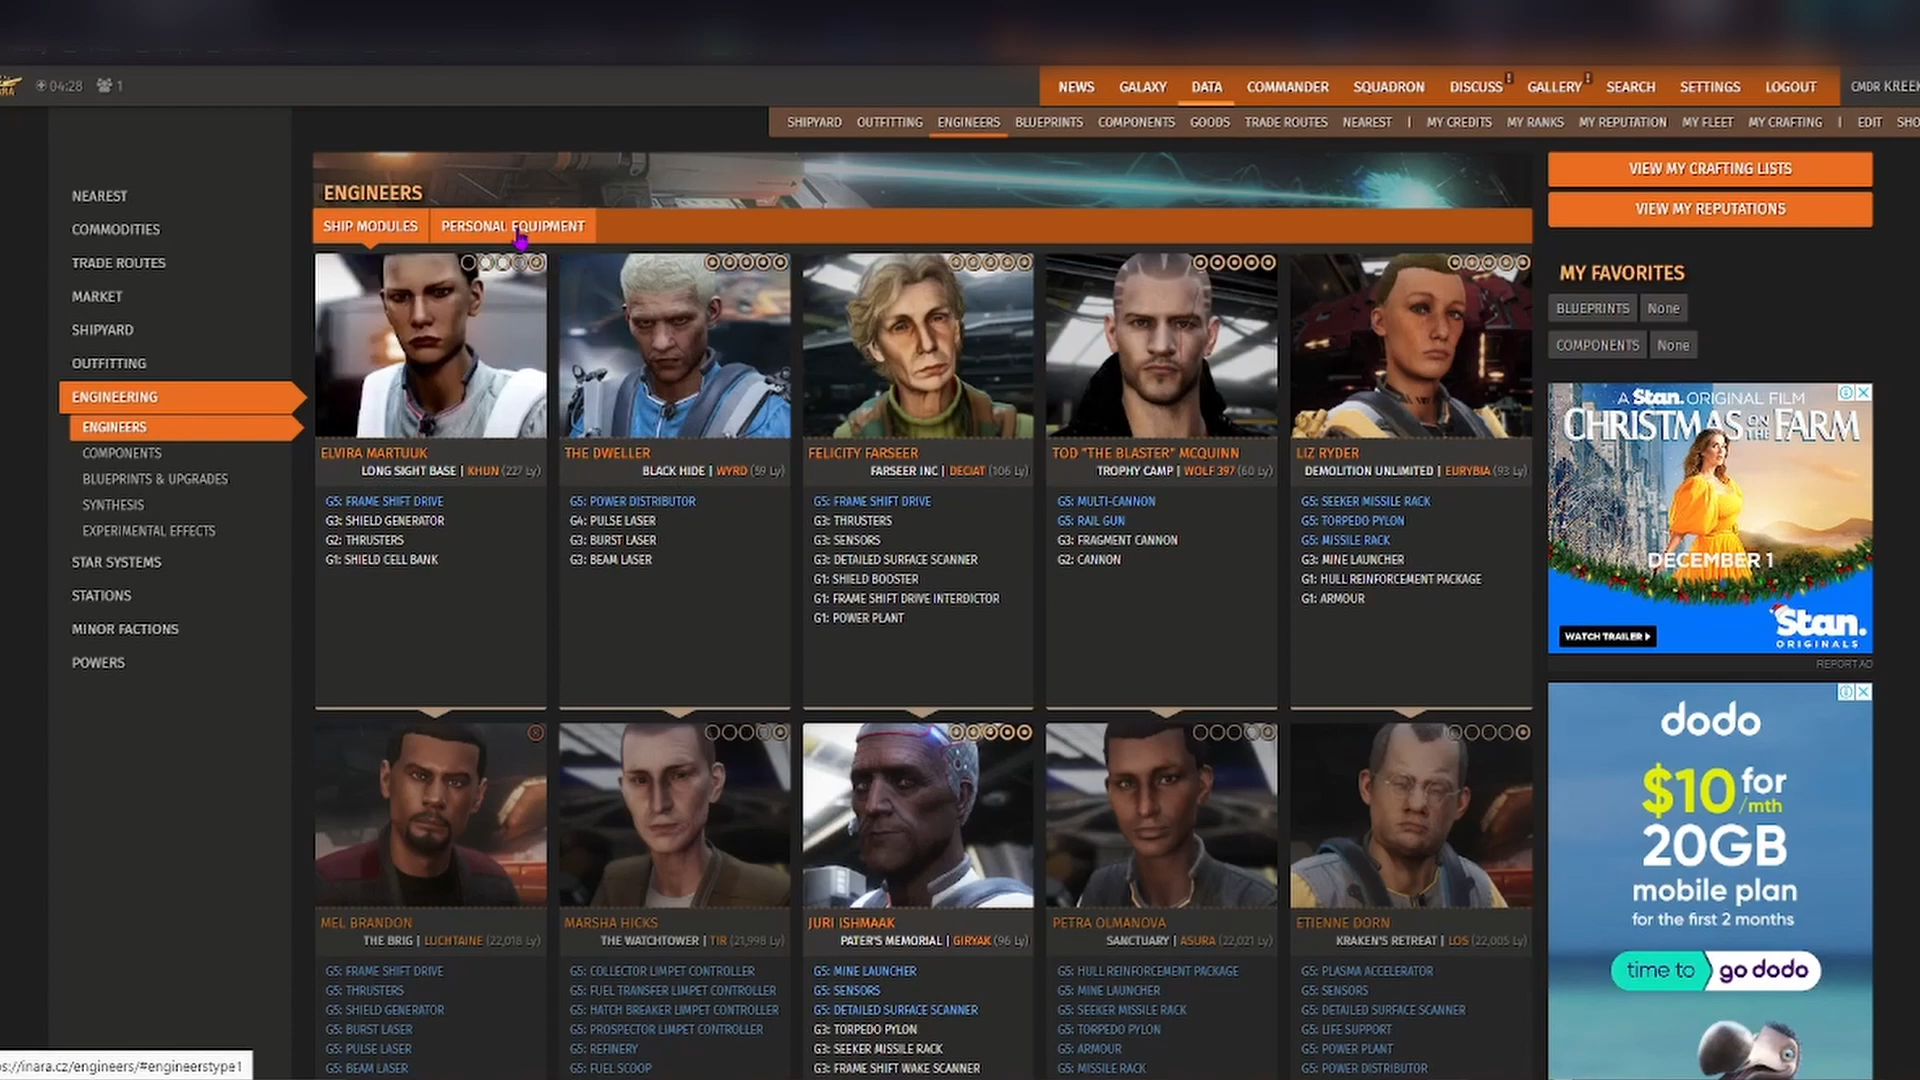 04:28 1
NEWS GALAXY DATA COMMANDER SQUADRON DISCUSS GALLERY SEARCH SETTINGS LOGOUT CMDR KREE
SHIPYARD OUTFITTING ENGINEERS BLUEPRINTS COMPONENTS GOODS TRADE ROUTES NEAREST | MY CREDITS MY RANKS MY REPUTATION MY FLEET MY CRAFTING | EDIT SHO
NEAREST
COMMODITIES
TRADE ROUTES
MARKET
SHIPYARD
OUTFITTING
ENGINEERING
ENGINEERS
COMPONENTS
BLUEPRINTS & UPGRADES
SYNTHESIS
EXPERIMENTAL EFFECTS
STAR SYSTEMS
STATIONS
MINOR FACTIONS
POWERS
ENGINEERS
SHIP MODULES PERSONAL EQUIPMENT
ELVIRA MARTUUK
LONG SIGHT BASE | KHUN (227 Ly)
G5: FRAME SHIFT DRIVE
G3: SHIELD GENERATOR
G2: THRUSTERS
G1: SHIELD CELL BANK
THE DWELLER
BLACK HIDE | WYRD (59 Ly)
G5: POWER DISTRIBUTOR
G4: PULSE LASER
G3: BURST LASER
G3: BEAM LASER
FELICITY FARSEER
FARSEER INC | DECIAT (106 Ly)
G5: FRAME SHIFT DRIVE
G3: THRUSTERS
G3: SENSORS
G3: DETAILED SURFACE SCANNER
G1: SHIELD BOOSTER
G1: FRAME SHIFT DRIVE INTERDICTOR
G1: POWER PLANT
TOD "THE BLASTER" MCQUINN
TROPHY CAMP | WOLF 397 (60 Ly)
G5: MULTI-CANNON
G5: RAIL GUN
G3: FRAGMENT CANNON
G2: CANNON
LIZ RYDER
DEMOLITION UNLIMITED | EURYBIA (93 Ly)
G5: SEEKER MISSILE RACK
G5: TORPEDO PYLON
G5: MISSILE RACK
G3: MINE LAUNCHER
G1: HULL REINFORCEMENT PACKAGE
G1: ARMOUR
MEL BRANDON
THE BRIG | LUCHTAINE (22,018 Ly)
G5: FRAME SHIFT DRIVE
G5: THRUSTERS
G5: SHIELD GENERATOR
G5: BURST LASER
G5: PULSE LASER
G5: BEAM LASER
MARSHA HICKS
THE WATCHTOWER | TIR (21,998 Ly)
G5: COLLECTOR LIMPET CONTROLLER
G5: FUEL TRANSFER LIMPET CONTROLLER
G5: HATCH BREAKER LIMPET CONTROLLER
G5: PROSPECTOR LIMPET CONTROLLER
G5: REFINERY
G5: FUEL SCOOP
JURI ISHMAAK
PATER'S MEMORIAL | GIRYAK (96 Ly)
G5: MINE LAUNCHER
G5: SENSORS
G5: DETAILED SURFACE SCANNER
G3: TORPEDO PYLON
G3: SEEKER MISSILE RACK
G3: FRAME SHIFT WAKE SCANNER
PETRA OLMANOVA
SANCTUARY | ASURA (22,021 Ly)
G5: HULL REINFORCEMENT PACKAGE
G5: MINE LAUNCHER
G5: SEEKER MISSILE RACK
G5: TORPEDO PYLON
G5: ARMOUR
G5: MISSILE RACK
ETIENNE DORN
KRAKEN'S RETREAT | LOS (22,005 Ly)
G5: PLASMA ACCELERATOR
G5: SENSORS
G5: DETAILED SURFACE SCANNER
G5: LIFE SUPPORT
G5: POWER PLANT
G5: POWER DISTRIBUTOR
VIEW MY CRAFTING LISTS
VIEW MY REPUTATIONS
MY FAVORITES
BLUEPRINTS None
COMPONENTS None
A Stan. ORIGINAL FILM
CHRISTMAS ON THE FARM
DECEMBER 1
WATCH TRAILER
Stan.
ORIGINALS
REPORT AD
dodo
$10 for
/mth
20GB
mobile plan
for the first 2 months
time to go dodo
ps://inara.cz/engineers/#engineerstype1